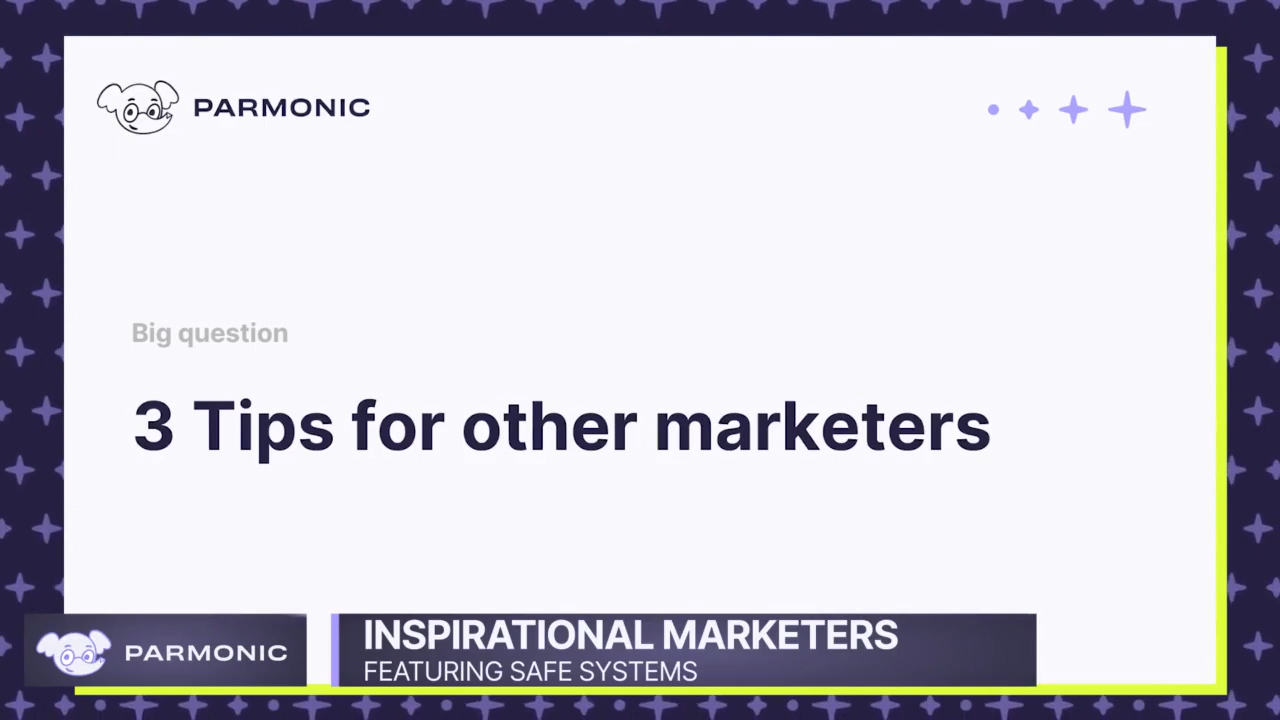 PARMONIC
Big question
3 Tips for other marketers
PARMONIC
INSPIRATIONAL MARKETERS
FEATURING SAFE SYSTEMS